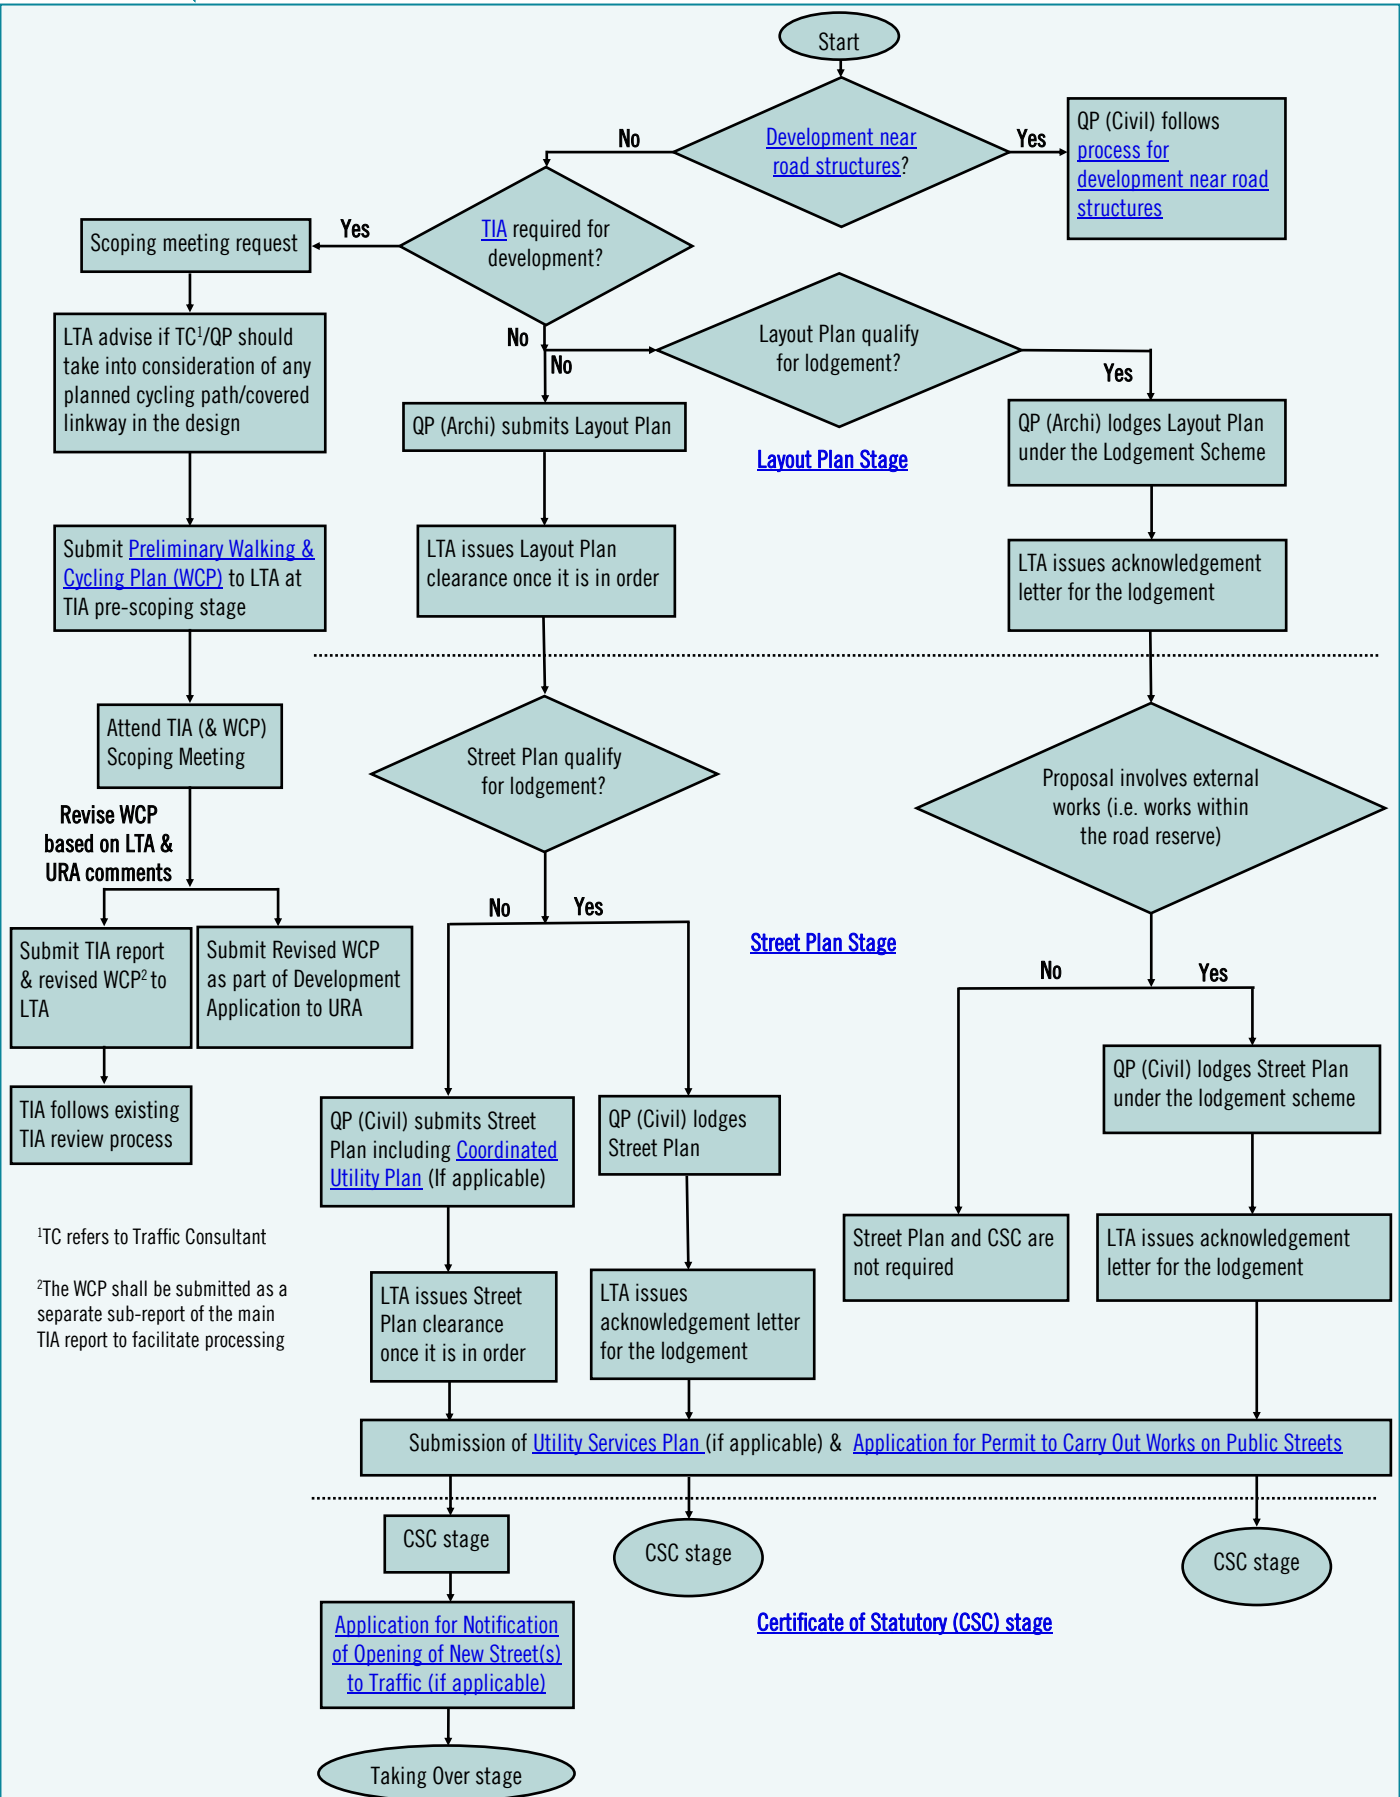 Start
Development near
road structures?
No
Yes
QP (Civil) follows
process for
development near road
structures
TIA required for
development?
Yes
Scoping meeting request
LTA advise if TC¹/QP should
take into consideration of any
planned cycling path/covered
linkway in the design
No
No
Layout Plan qualify
for lodgement?
Yes
QP (Archi) submits Layout Plan
QP (Archi) lodges Layout Plan
under the Lodgement Scheme
Layout Plan Stage
Submit Preliminary Walking &
Cycling Plan (WCP) to LTA at
TIA pre-scoping stage
LTA issues Layout Plan
clearance once it is in order
LTA issues acknowledgement
letter for the lodgement
Attend TIA (& WCP)
Scoping Meeting
Street Plan qualify
for lodgement?
Proposal involves external
works (i.e. works within
the road reserve)
Revise WCP
based on LTA &
URA comments
No
Yes
Submit TIA report
& revised WCP² to
LTA
Submit Revised WCP
as part of Development
Application to URA
Street Plan Stage
No
Yes
TIA follows existing
TIA review process
QP (Civil) submits Street
Plan including Coordinated
Utility Plan (If applicable)
QP (Civil) lodges
Street Plan
QP (Civil) lodges Street Plan
under the lodgement scheme
¹TC refers to Traffic Consultant
²The WCP shall be submitted as a
separate sub-report of the main
TIA report to facilitate processing
LTA issues Street
Plan clearance
once it is in order
LTA issues
acknowledgement letter
for the lodgement
Street Plan and CSC are
not required
LTA issues acknowledgement
letter for the lodgement
Submission of Utility Services Plan (if applicable) & Application for Permit to Carry Out Works on Public Streets
CSC stage
CSC stage
CSC stage
Application for Notification
of Opening of New Street(s)
to Traffic (if applicable)
Certificate of Statutory (CSC) stage
Taking Over stage